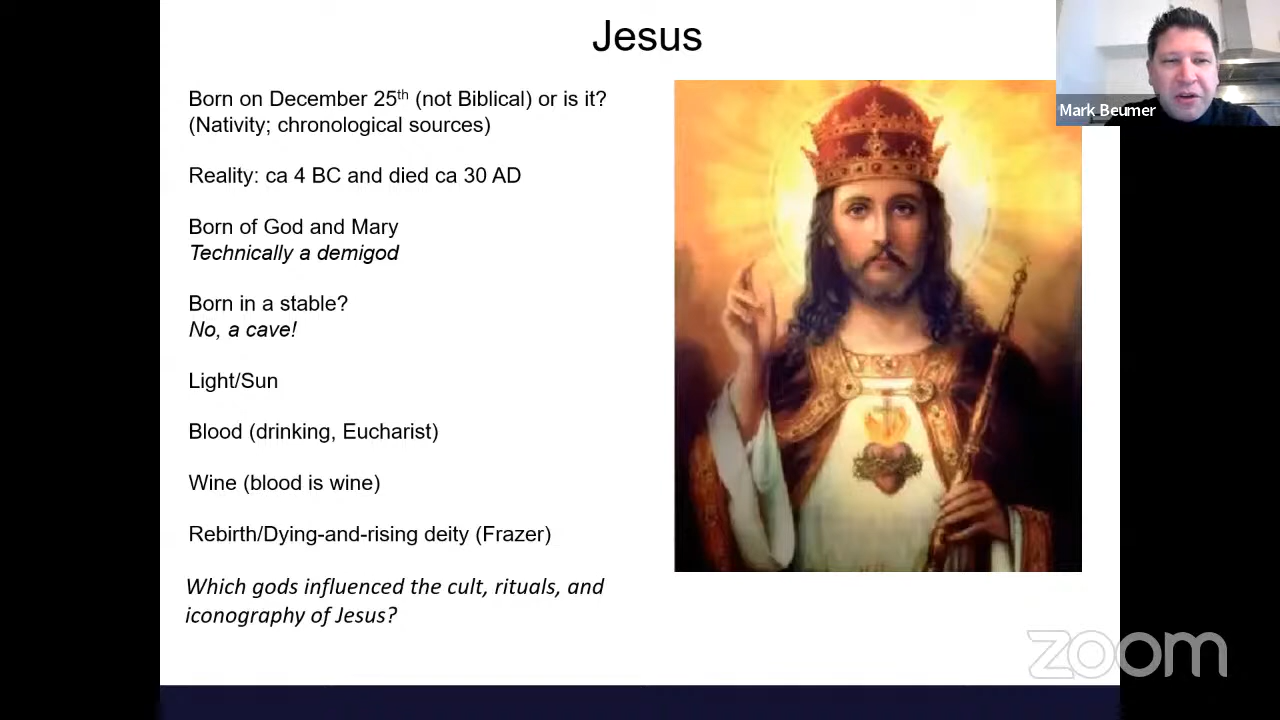 Jesus
Born on December 25th (not Biblical) or is it?
(Nativity; chronological sources)
Reality: ca 4 BC and died ca 30 AD
Born of God and Mary
Technically a demigod
Born in a stable?
No, a cave!
Light/Sun
Blood (drinking, Eucharist)
Wine (blood is wine)
Rebirth/Dying-and-rising deity (Frazer)
Which gods influenced the cult, rituals, and
iconography of Jesus?
Mark Beumer
zoom